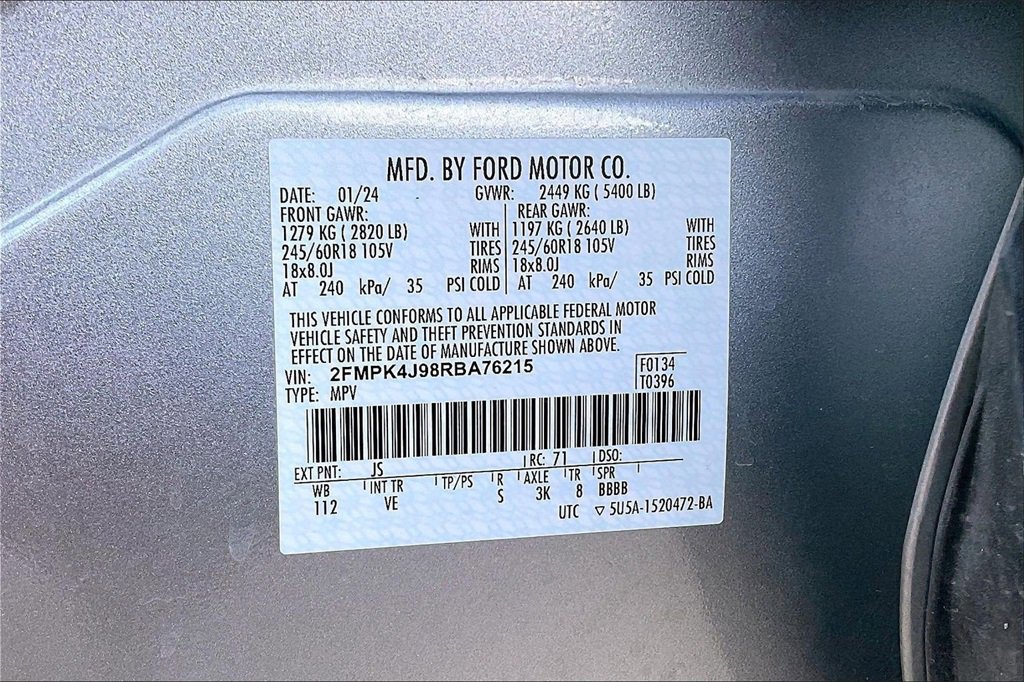 MFD. BY FORD MOTOR CO.
DATE: 01/24 GVWR: 2449 KG ( 5400 LB)
FRONT GAWR: REAR GAWR:
1279 KG ( 2820 LB) WITH 1197 KG ( 2640 LB) WITH
245/60R18 105V TIRES 245/60R18 105V TIRES
18x8.0J RIMS 18x8.0J RIMS
AT 240 kPa/ 35 PSI COLD AT 240 kPa/ 35 PSI COLD
THIS VEHICLE CONFORMS TO ALL APPLICABLE FEDERAL MOTOR
VEHICLE SAFETY AND THEFT PREVENTION STANDARDS IN
EFFECT ON THE DATE OF MANUFACTURE SHOWN ABOVE.
VIN: 2FMPK4J98RBA76215 F0134
TYPE: MPV T0396
EXT PNT: JS RC: 71 DSO:
WB INT TR TP/PS R AXLE TR SPR
112 VE S 3K 8 BBBB
UTC ▽ 5U5A-1520472-BA